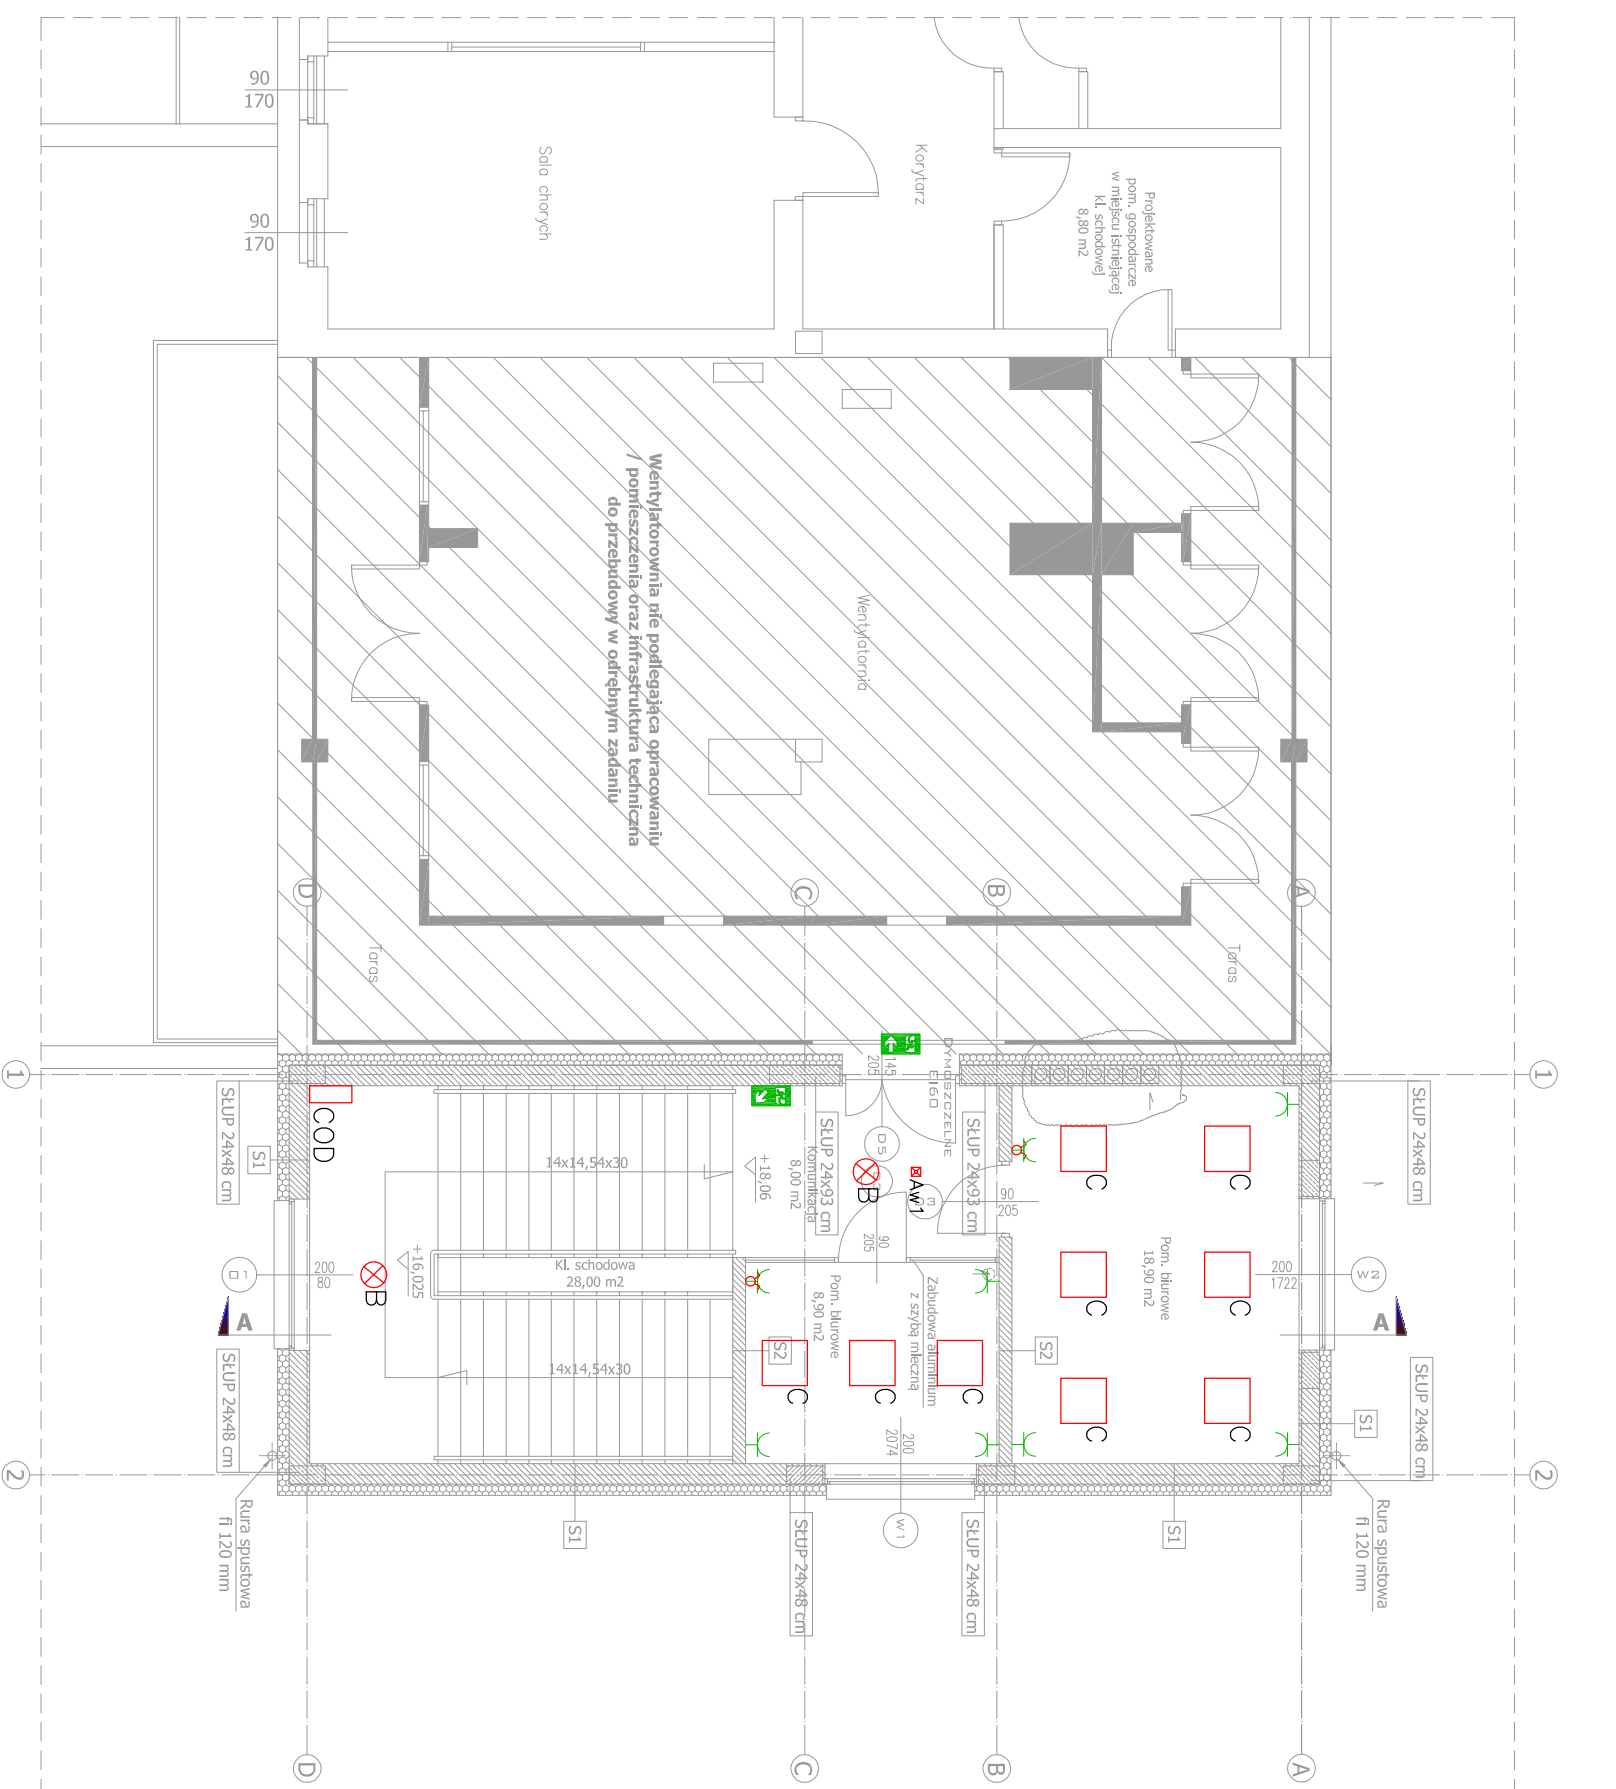 90
170
90
170
Sala chorych
Korytarz
Projektowane
pom. gospodarcze
w miejscu istniejącej
kl. schodowej
8,80 m2
Wentylatorownia nie podlegająca opracowaniu
/ pomieszczenia oraz infrastruktura techniczna
do przebudowy w odrębnym zadaniu
Wentylatornia
D
C
B
A
Taras
Taras
1
1
SŁUP 24x48 cm
S1
COD
14x14,54x30
+18,06
Komunikacja
8,00 m2
SŁUP 24x93 cm
145
205
DYMOSZCZELNE
EI60
D5
B
Aw1
SŁUP 24x93 cm
90
205
90
205
C
C
SŁUP 24x48 cm
O1
200
80
B
+16,025
Kl. schodowa
28,00 m2
Pom. biurowe
8,90 m2
Zabudowa aluminium
z szybą mleczną
Pom. biurowe
18,90 m2
C
C
200
1722
W2
A
A
SŁUP 24x48 cm
14x14,54x30
S2
S2
C
C
C
C
C
S1
SŁUP 24x48 cm
200
2074
2
2
Rura spustowa
fi 120 mm
S1
SŁUP 24x48 cm
W1
SŁUP 24x48 cm
S1
Rura spustowa
fi 120 mm
D
C
B
A